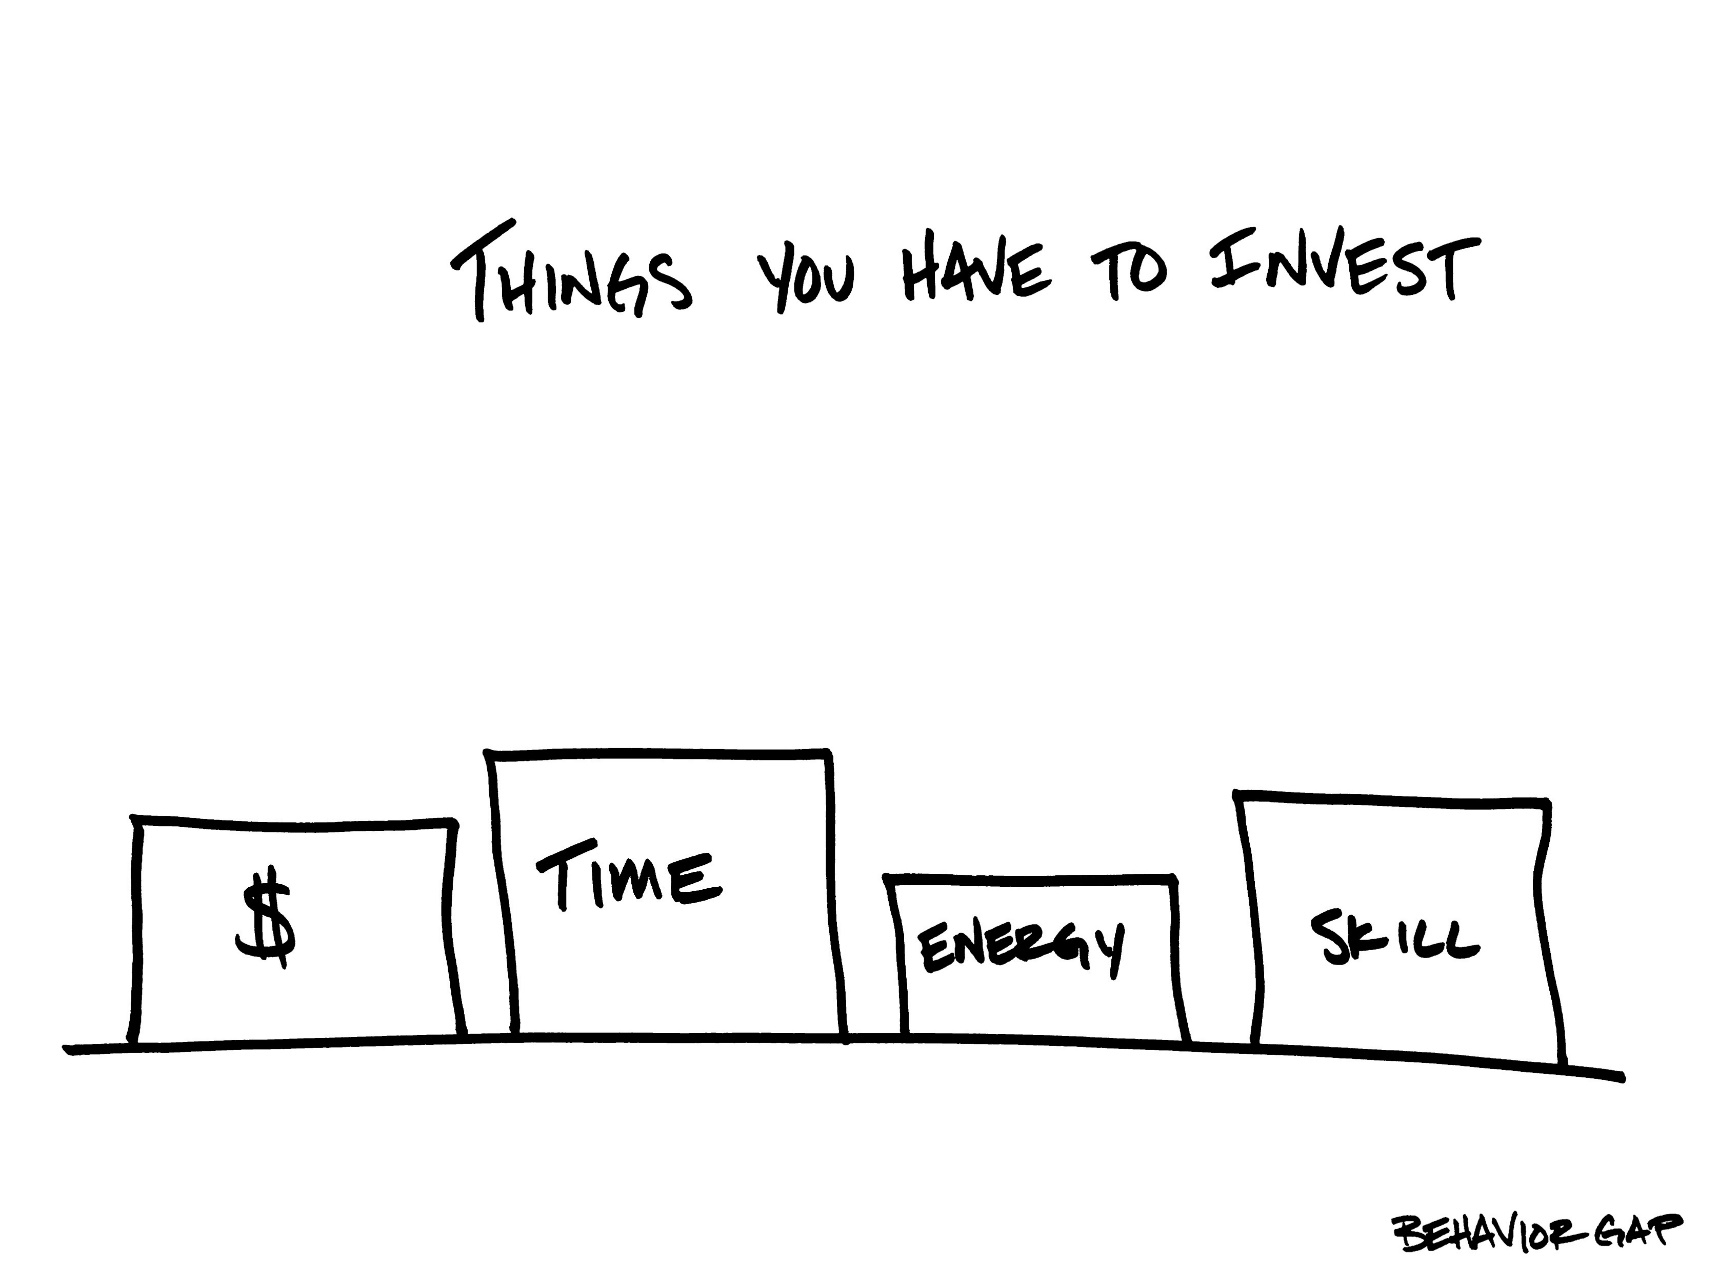 THINGS YOU HAVE TO INVEST
$
TIME
ENERGY
SKILL
BEHAVIOR GAP